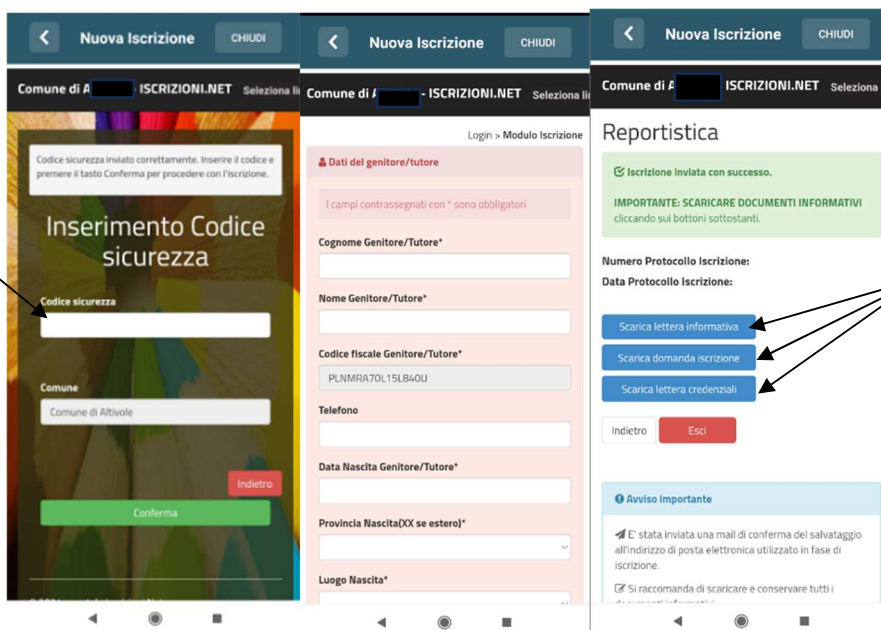 Nuova Iscrizione CHIUDI
Comune di A ISCRIZIONI.NET Seleziona li
Codice sicurezza inviato correttamente. Inserire il codice e
premere il tasto Conferma per procedere con l'iscrizione.
Inserimento Codice
sicurezza
Codice sicurezza
Comune
Comune di Altivole
Indietro
Conferma
Nuova Iscrizione CHIUDI
Comune di A - ISCRIZIONI.NET Seleziona lin
Login > Modulo Iscrizione
Dati del genitore/tutore
I campi contrassegnati con * sono obbligatori
Cognome Genitore/Tutore*
Nome Genitore/Tutore*
Codice fiscale Genitore/Tutore*
PLNMRA70L15L840U
Telefono
Data Nascita Genitore/Tutore*
Provincia Nascita(XX se estero)*
Luogo Nascita*
Nuova Iscrizione CHIUDI
Comune di A ISCRIZIONI.NET Seleziona
Reportistica
Iscrizione inviata con successo.
IMPORTANTE: SCARICARE DOCUMENTI INFORMATIVI
cliccando sui bottoni sottostanti.
Numero Protocollo Iscrizione:
Data Protocollo Iscrizione:
Scarica lettera informativa
Scarica domanda iscrizione
Scarica lettera credenziali
Indietro Esci
Avviso importante
E' stata inviata una mail di conferma del salvataggio
all'indirizzo di posta elettronica utilizzato in fase di
iscrizione.
Si raccomanda di scaricare e conservare tutti i